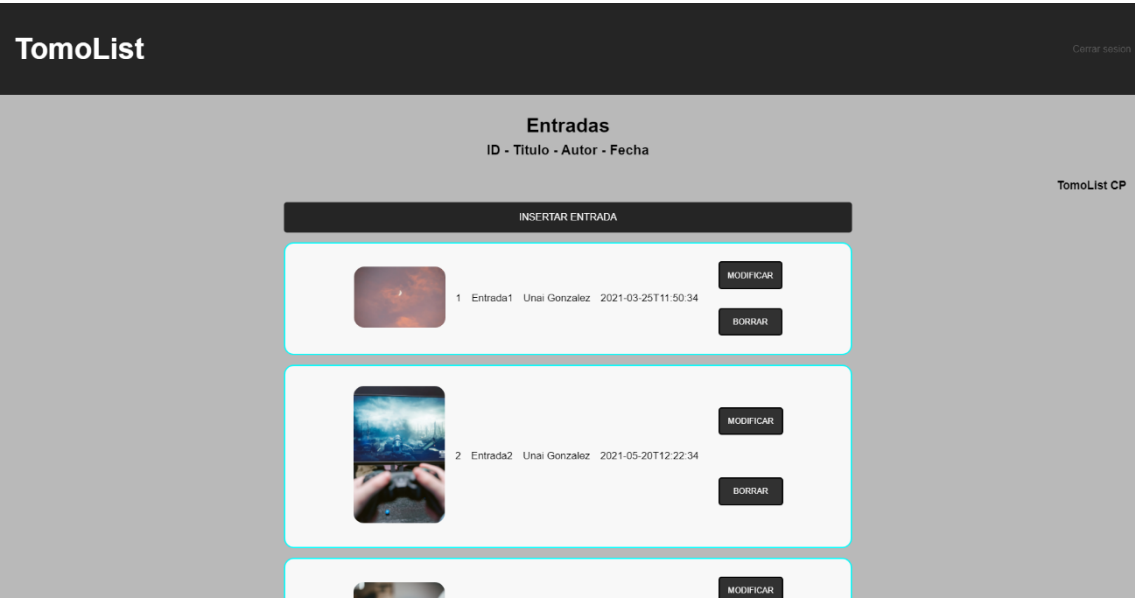 TomoList
Cerrar sesion
Entradas
ID - Titulo - Autor - Fecha
TomoList CP
INSERTAR ENTRADA
MODIFICAR
1 Entrada1 Unai Gonzalez 2021-03-25T11:50:34
BORRAR
MODIFICAR
2 Entrada2 Unai Gonzalez 2021-05-20T12:22:34
BORRAR
MODIFICAR